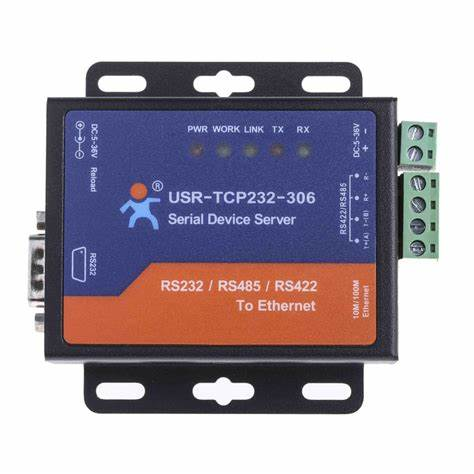 PWR WORK LINK TX RX
DC:5-36V
Reload
RS232
®
USR-TCP232-306
Serial Device Server
RS232 / RS485 / RS422
To Ethernet
DC:5-36V
+
-
RS422/RS485
R-
R+
T-(B)
T+(A)
10M/100M
Ethernet